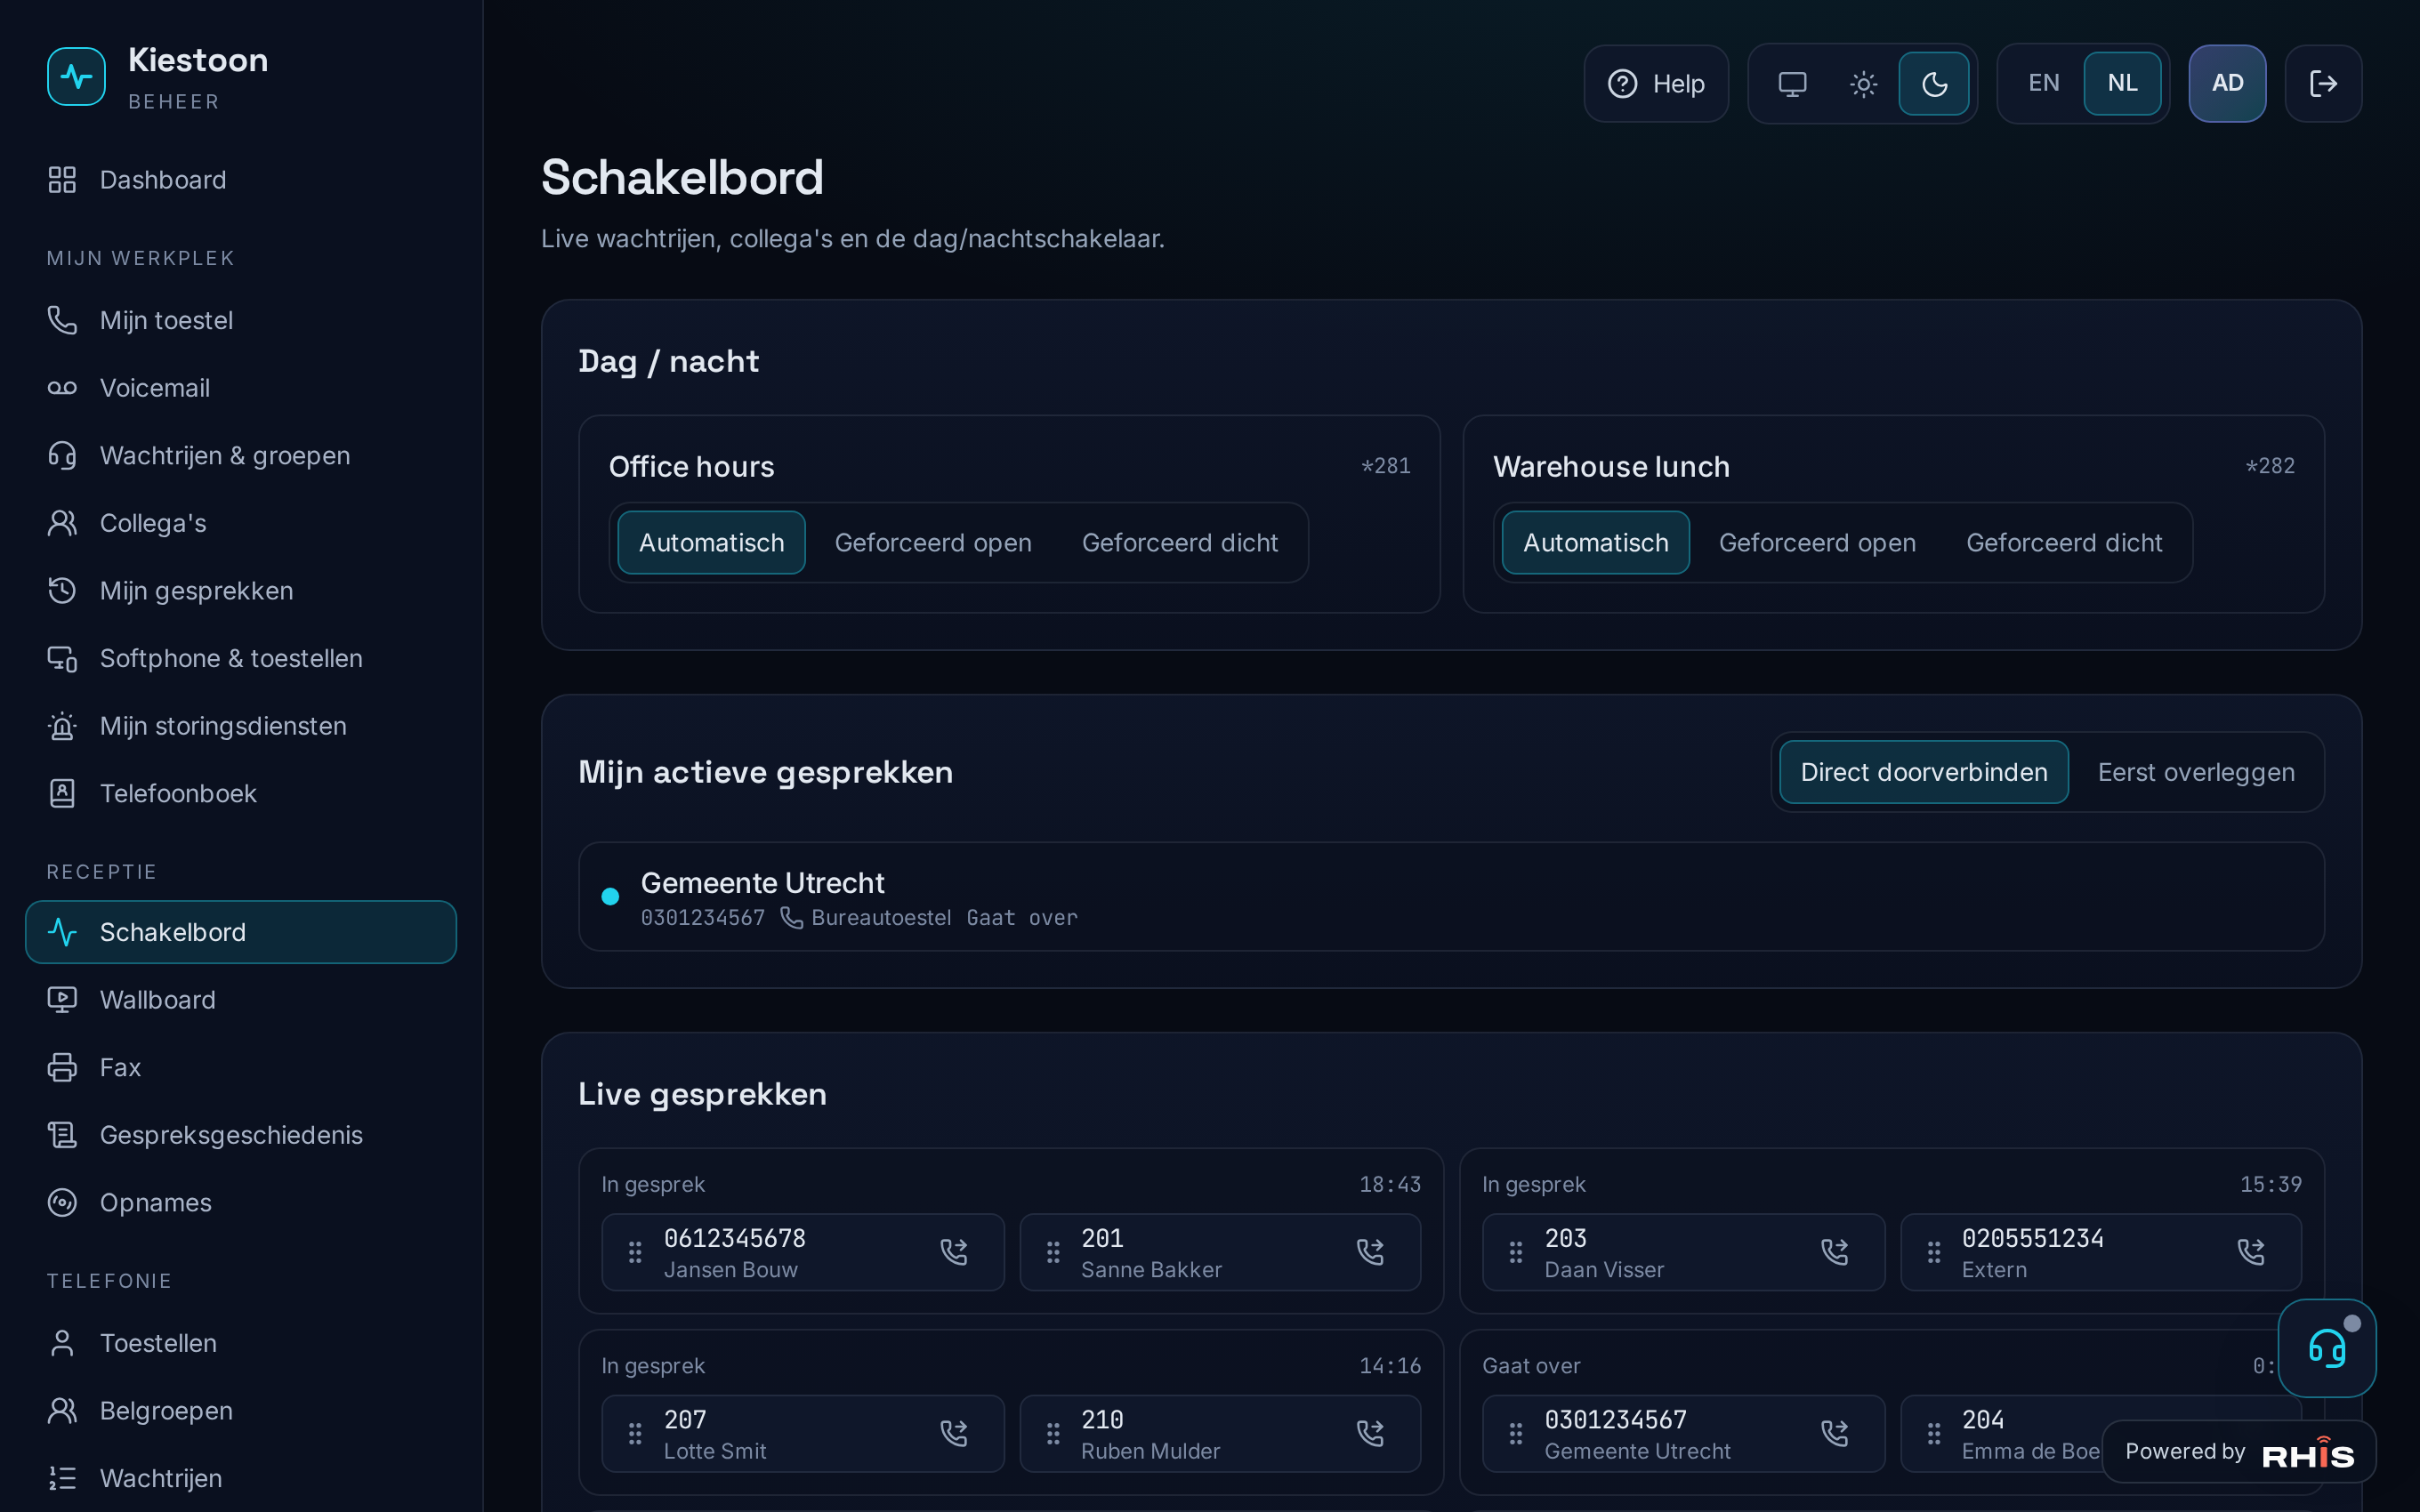 Kiestoon
BEHEER
Dashboard
MIJN WERKPLEK
Mijn toestel
Voicemail
Wachtrijen & groepen
Collega's
Mijn gesprekken
Softphone & toestellen
Mijn storingsdiensten
Telefoonboek
RECEPTIE
Schakelbord
Wallboard
Fax
Gespreksgeschiedenis
Opnames
TELEFONIE
Toestellen
Belgroepen
Wachtrijen
Help
EN NL AD
Schakelbord
Live wachtrijen, collega's en de dag/nachtschakelaar.
Dag / nacht
Office hours *281
Automatisch Geforceerd open Geforceerd dicht
Warehouse lunch *282
Automatisch Geforceerd open Geforceerd dicht
Mijn actieve gesprekken
Direct doorverbinden Eerst overleggen
Gemeente Utrecht
0301234567 Bureautoestel Gaat over
Live gesprekken
In gesprek 18:43
0612345678
Jansen Bouw
201
Sanne Bakker
In gesprek 15:39
203
Daan Visser
0205551234
Extern
In gesprek 14:16
207
Lotte Smit
210
Ruben Mulder
Gaat over 0:
0301234567
Gemeente Utrecht
204
Emma de Boe
Powered by RHIS